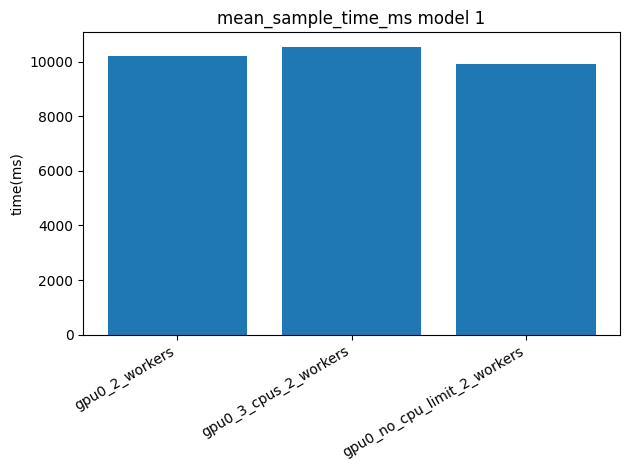 mean_sample_time_ms model 1
time(ms)
10000
8000
6000
4000
2000
0
gpu0_2_workers
gpu0_3_cpus_2_workers
gpu0_no_cpu_limit_2_workers